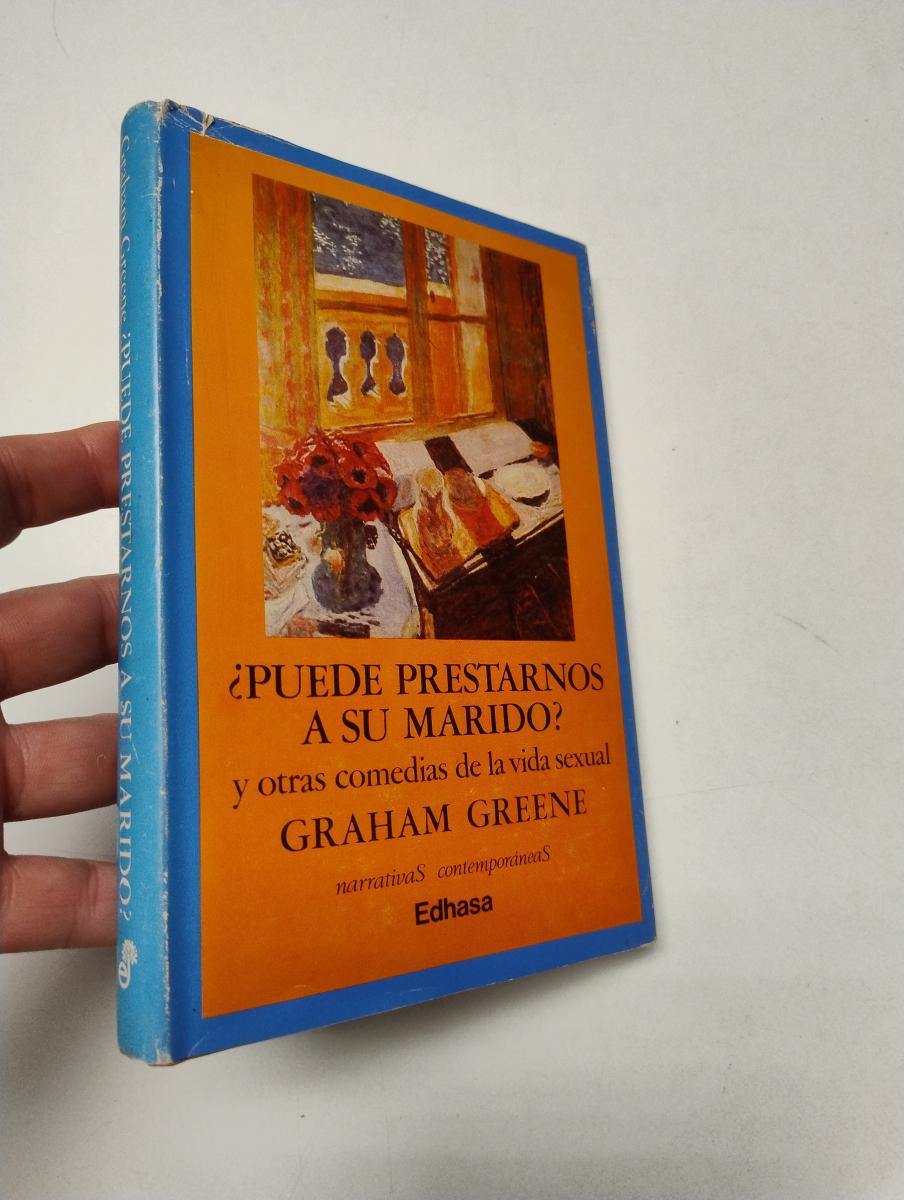 ¿PUEDE PRESTARNOS
A SU MARIDO?
y otras comedias de la vida sexual
GRAHAM GREENE
narrativaS contemporáneaS
Edhasa
Graham Greene ¿PUEDE PRESTARNOS A SU MARIDO?